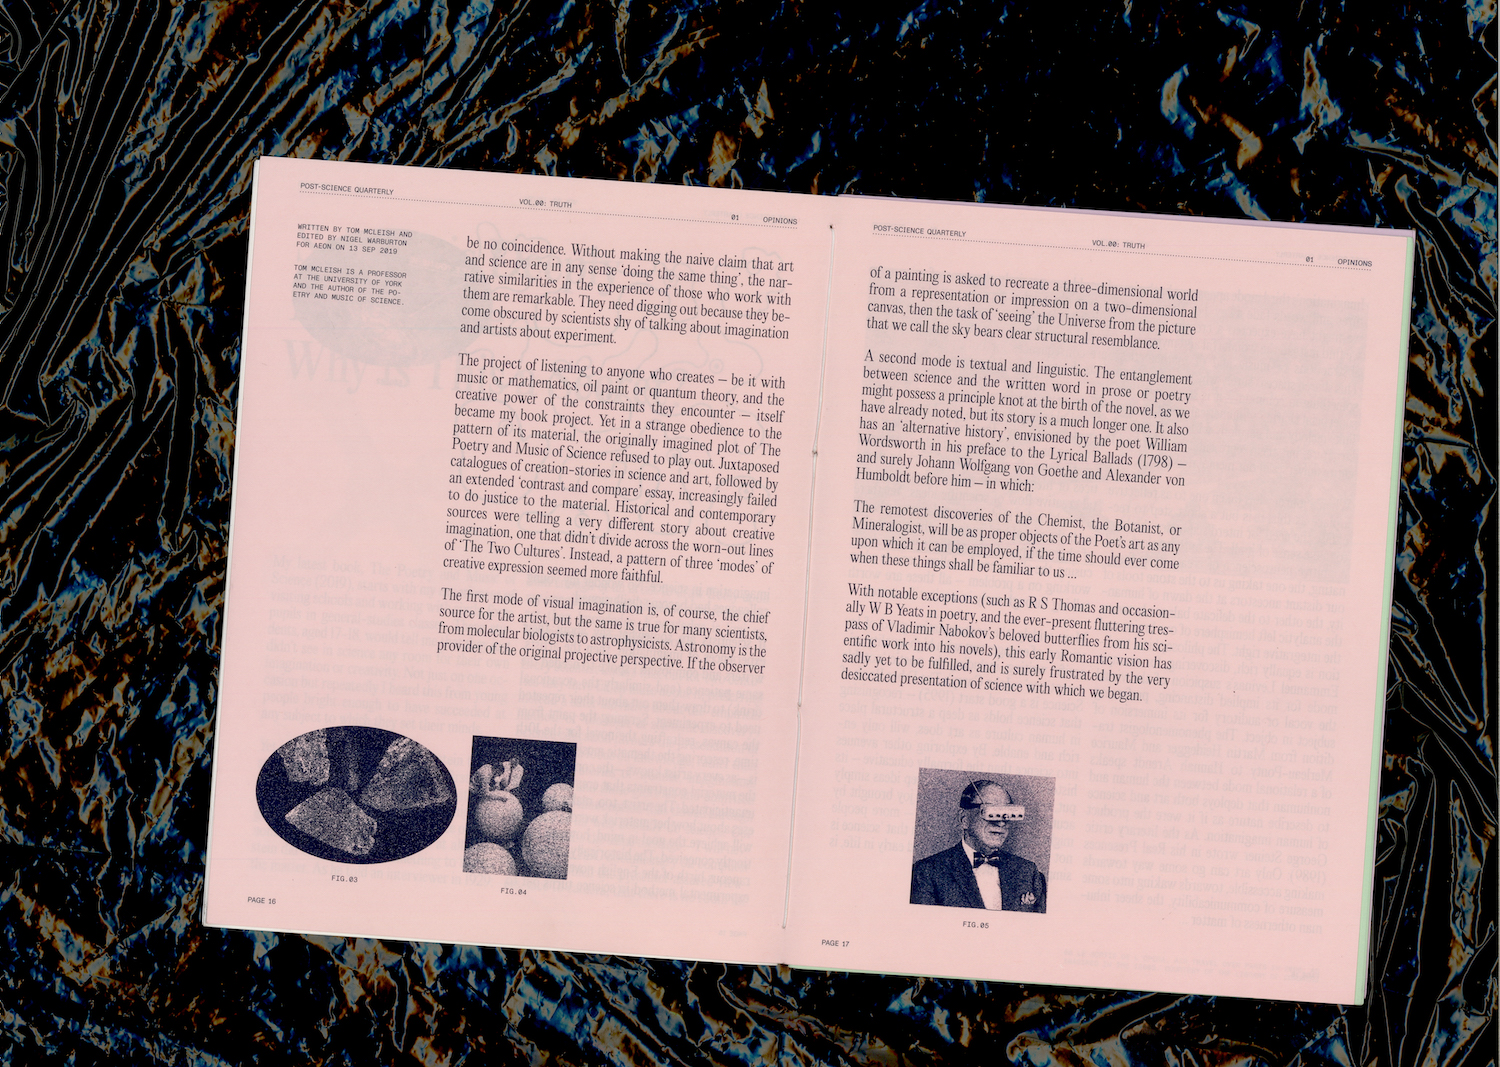 POST-SCIENCE QUARTERLY
VOL.00: TRUTH
01 OPINIONS
WRITTEN BY TOM MCLEISH AND
EDITED BY NIGEL WARBURTON
FOR AEON ON 13 SEP 2019
TOM MCLEISH IS A PROFESSOR
AT THE UNIVERSITY OF YORK
AND THE AUTHOR OF THE PO-
ETRY AND MUSIC OF SCIENCE.
be no coincidence. Without making the naive claim that art
and science are in any sense ‘doing the same thing’, the nar-
rative similarities in the experience of those who work with
them are remarkable. They need digging out because they be-
come obscured by scientists shy of talking about imagination
and artists about experiment.
The project of listening to anyone who creates – be it with
music or mathematics, oil paint or quantum theory, and the
creative power of the constraints they encounter – itself
became my book project. Yet in a strange obedience to the
pattern of its material, the originally imagined plot of The
Poetry and Music of Science refused to play out. Juxtaposed
catalogues of creation-stories in science and art, followed by
an extended ‘contrast and compare’ essay, increasingly failed
to do justice to the material. Historical and contemporary
sources were telling a very different story about creative
imagination, one that didn’t divide across the worn-out lines
of ‘The Two Cultures’. Instead, a pattern of three ‘modes’ of
creative expression seemed more faithful.
The first mode of visual imagination is, of course, the chief
source for the artist, but the same is true for many scientists,
from molecular biologists to astrophysicists. Astronomy is the
provider of the original projective perspective. If the observer
FIG.03
FIG.04
PAGE 16
POST-SCIENCE QUARTERLY
VOL.00: TRUTH
01 OPINIONS
of a painting is asked to recreate a three-dimensional world
from a representation or impression on a two-dimensional
canvas, then the task of ‘seeing’ the Universe from the picture
that we call the sky bears clear structural resemblance.
A second mode is textual and linguistic. The entanglement
between science and the written word in prose or poetry
might possess a principle knot at the birth of the novel, as we
have already noted, but its story is a much longer one. It also
has an ‘alternative history’, envisioned by the poet William
Wordsworth in his preface to the Lyrical Ballads (1798) –
and surely Johann Wolfgang von Goethe and Alexander von
Humboldt before him – in which:
The remotest discoveries of the Chemist, the Botanist, or
Mineralogist, will be as proper objects of the Poet’s art as any
upon which it can be employed, if the time should ever come
when these things shall be familiar to us ...
With notable exceptions (such as R S Thomas and occasion-
ally W B Yeats in poetry, and the ever-present fluttering tres-
pass of Vladimir Nabokov’s beloved butterflies from his sci-
entific work into his novels), this early Romantic vision has
sadly yet to be fulfilled, and is surely frustrated by the very
desiccated presentation of science with which we began.
FIG.05
PAGE 17